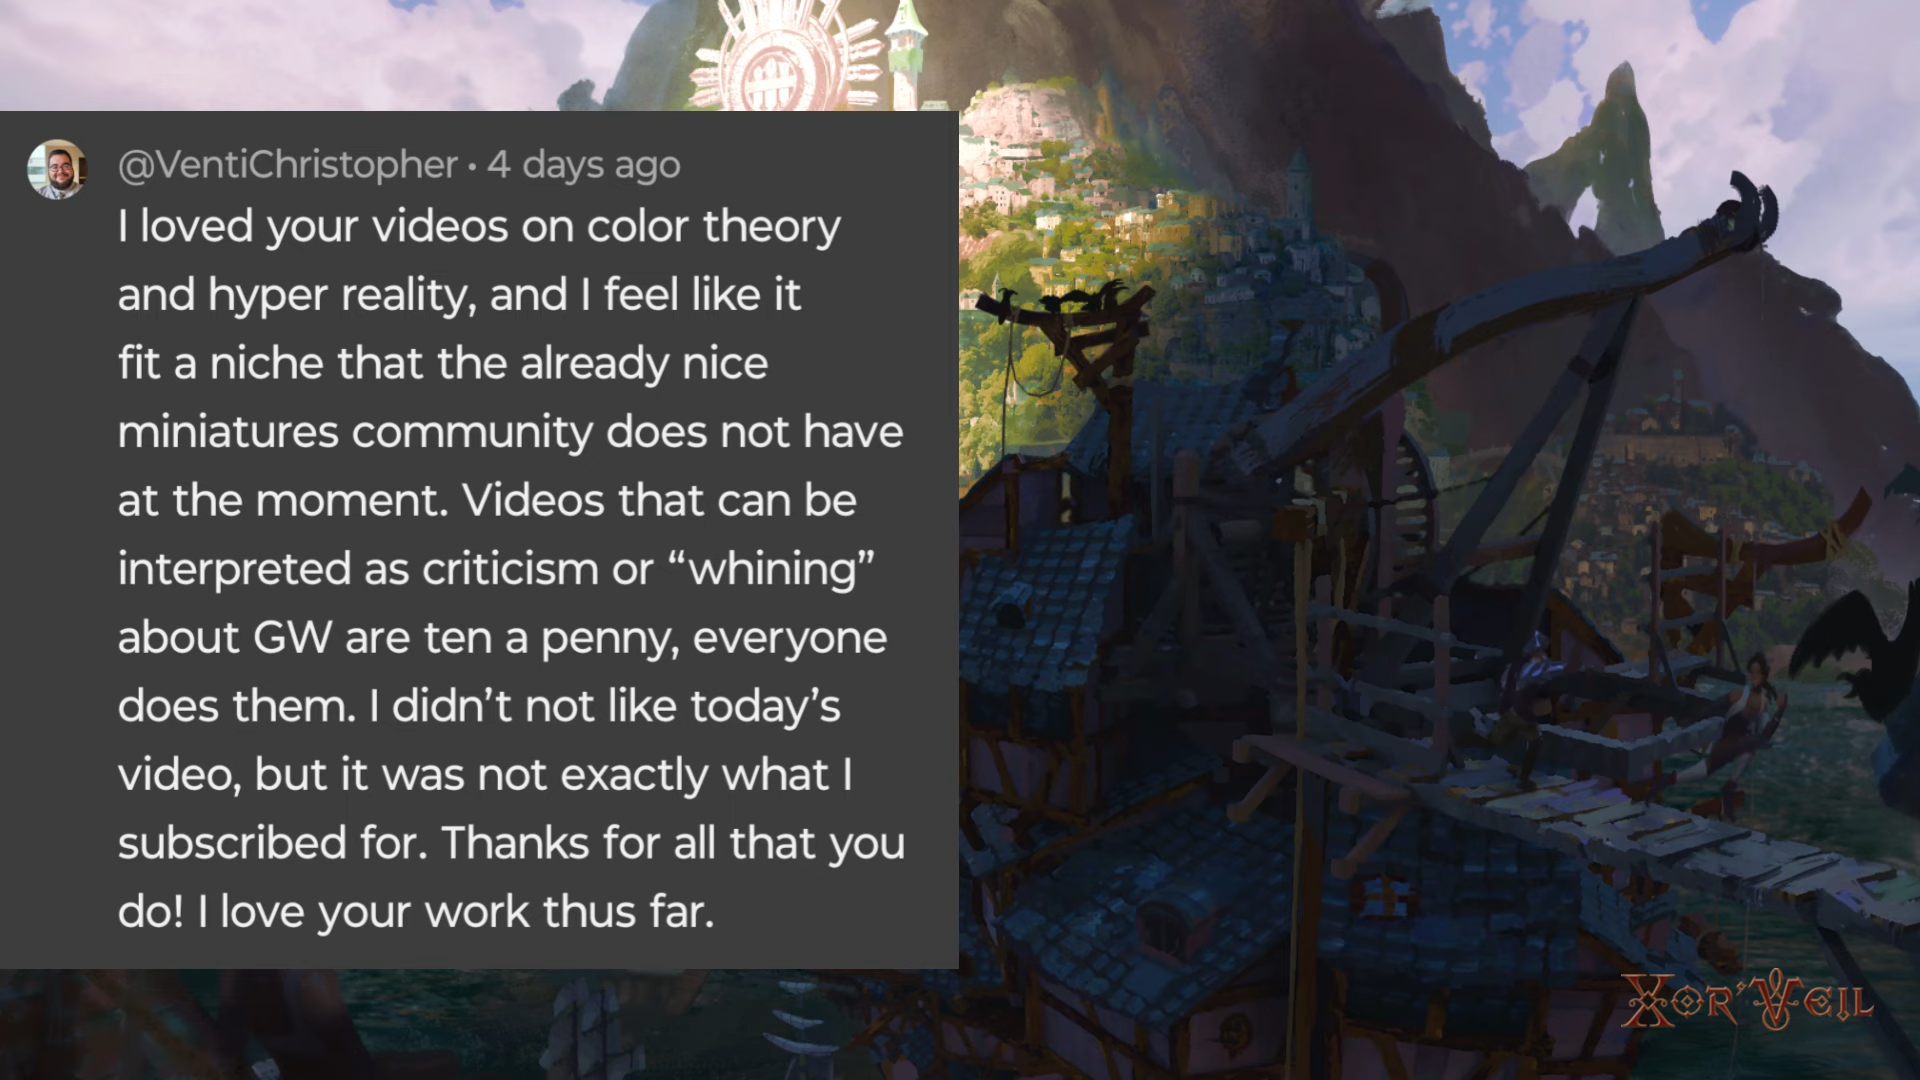 @VentiChristopher • 4 days ago
I loved your videos on color theory
and hyper reality, and I feel like it
fit a niche that the already nice
miniatures community does not have
at the moment. Videos that can be
interpreted as criticism or “whining”
about GW are ten a penny, everyone
does them. I didn’t not like today’s
video, but it was not exactly what I
subscribed for. Thanks for all that you
do! I love your work thus far.
Xor'Veil